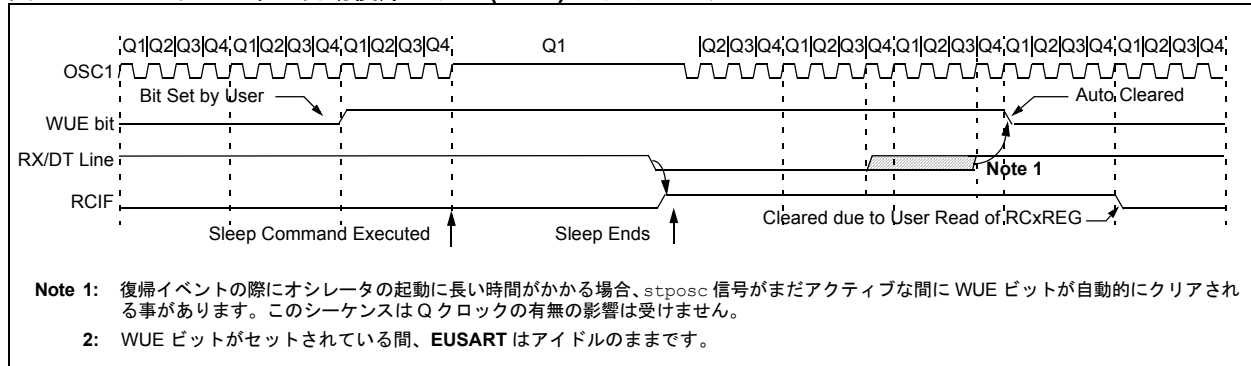 Q1|Q2|Q3|Q4|Q1|Q2|Q3|Q4|Q1|Q2|Q3|Q4 Q1 |Q2|Q3|Q4|Q1|Q2|Q3|Q4|Q1|Q2|Q3|Q4|Q1|Q2|Q3|Q4|Q1|Q2|Q3|Q4
OSC1
Bit Set by User
Auto Cleared
WUE bit
RX/DT Line
Note 1
RCIF
Cleared due to User Read of RCxREG
Sleep Command Executed
Sleep Ends
Note 1: 復帰イベントの際にオシレータの起動に長い時間がかかる場合、stposc 信号がまだアクティブな間に WUE ビットが自動的にクリアされ
る事があります。このシーケンスは Q クロックの有無の影響は受けません。
2: WUE ビットがセットされている間、EUSART はアイドルのままです。